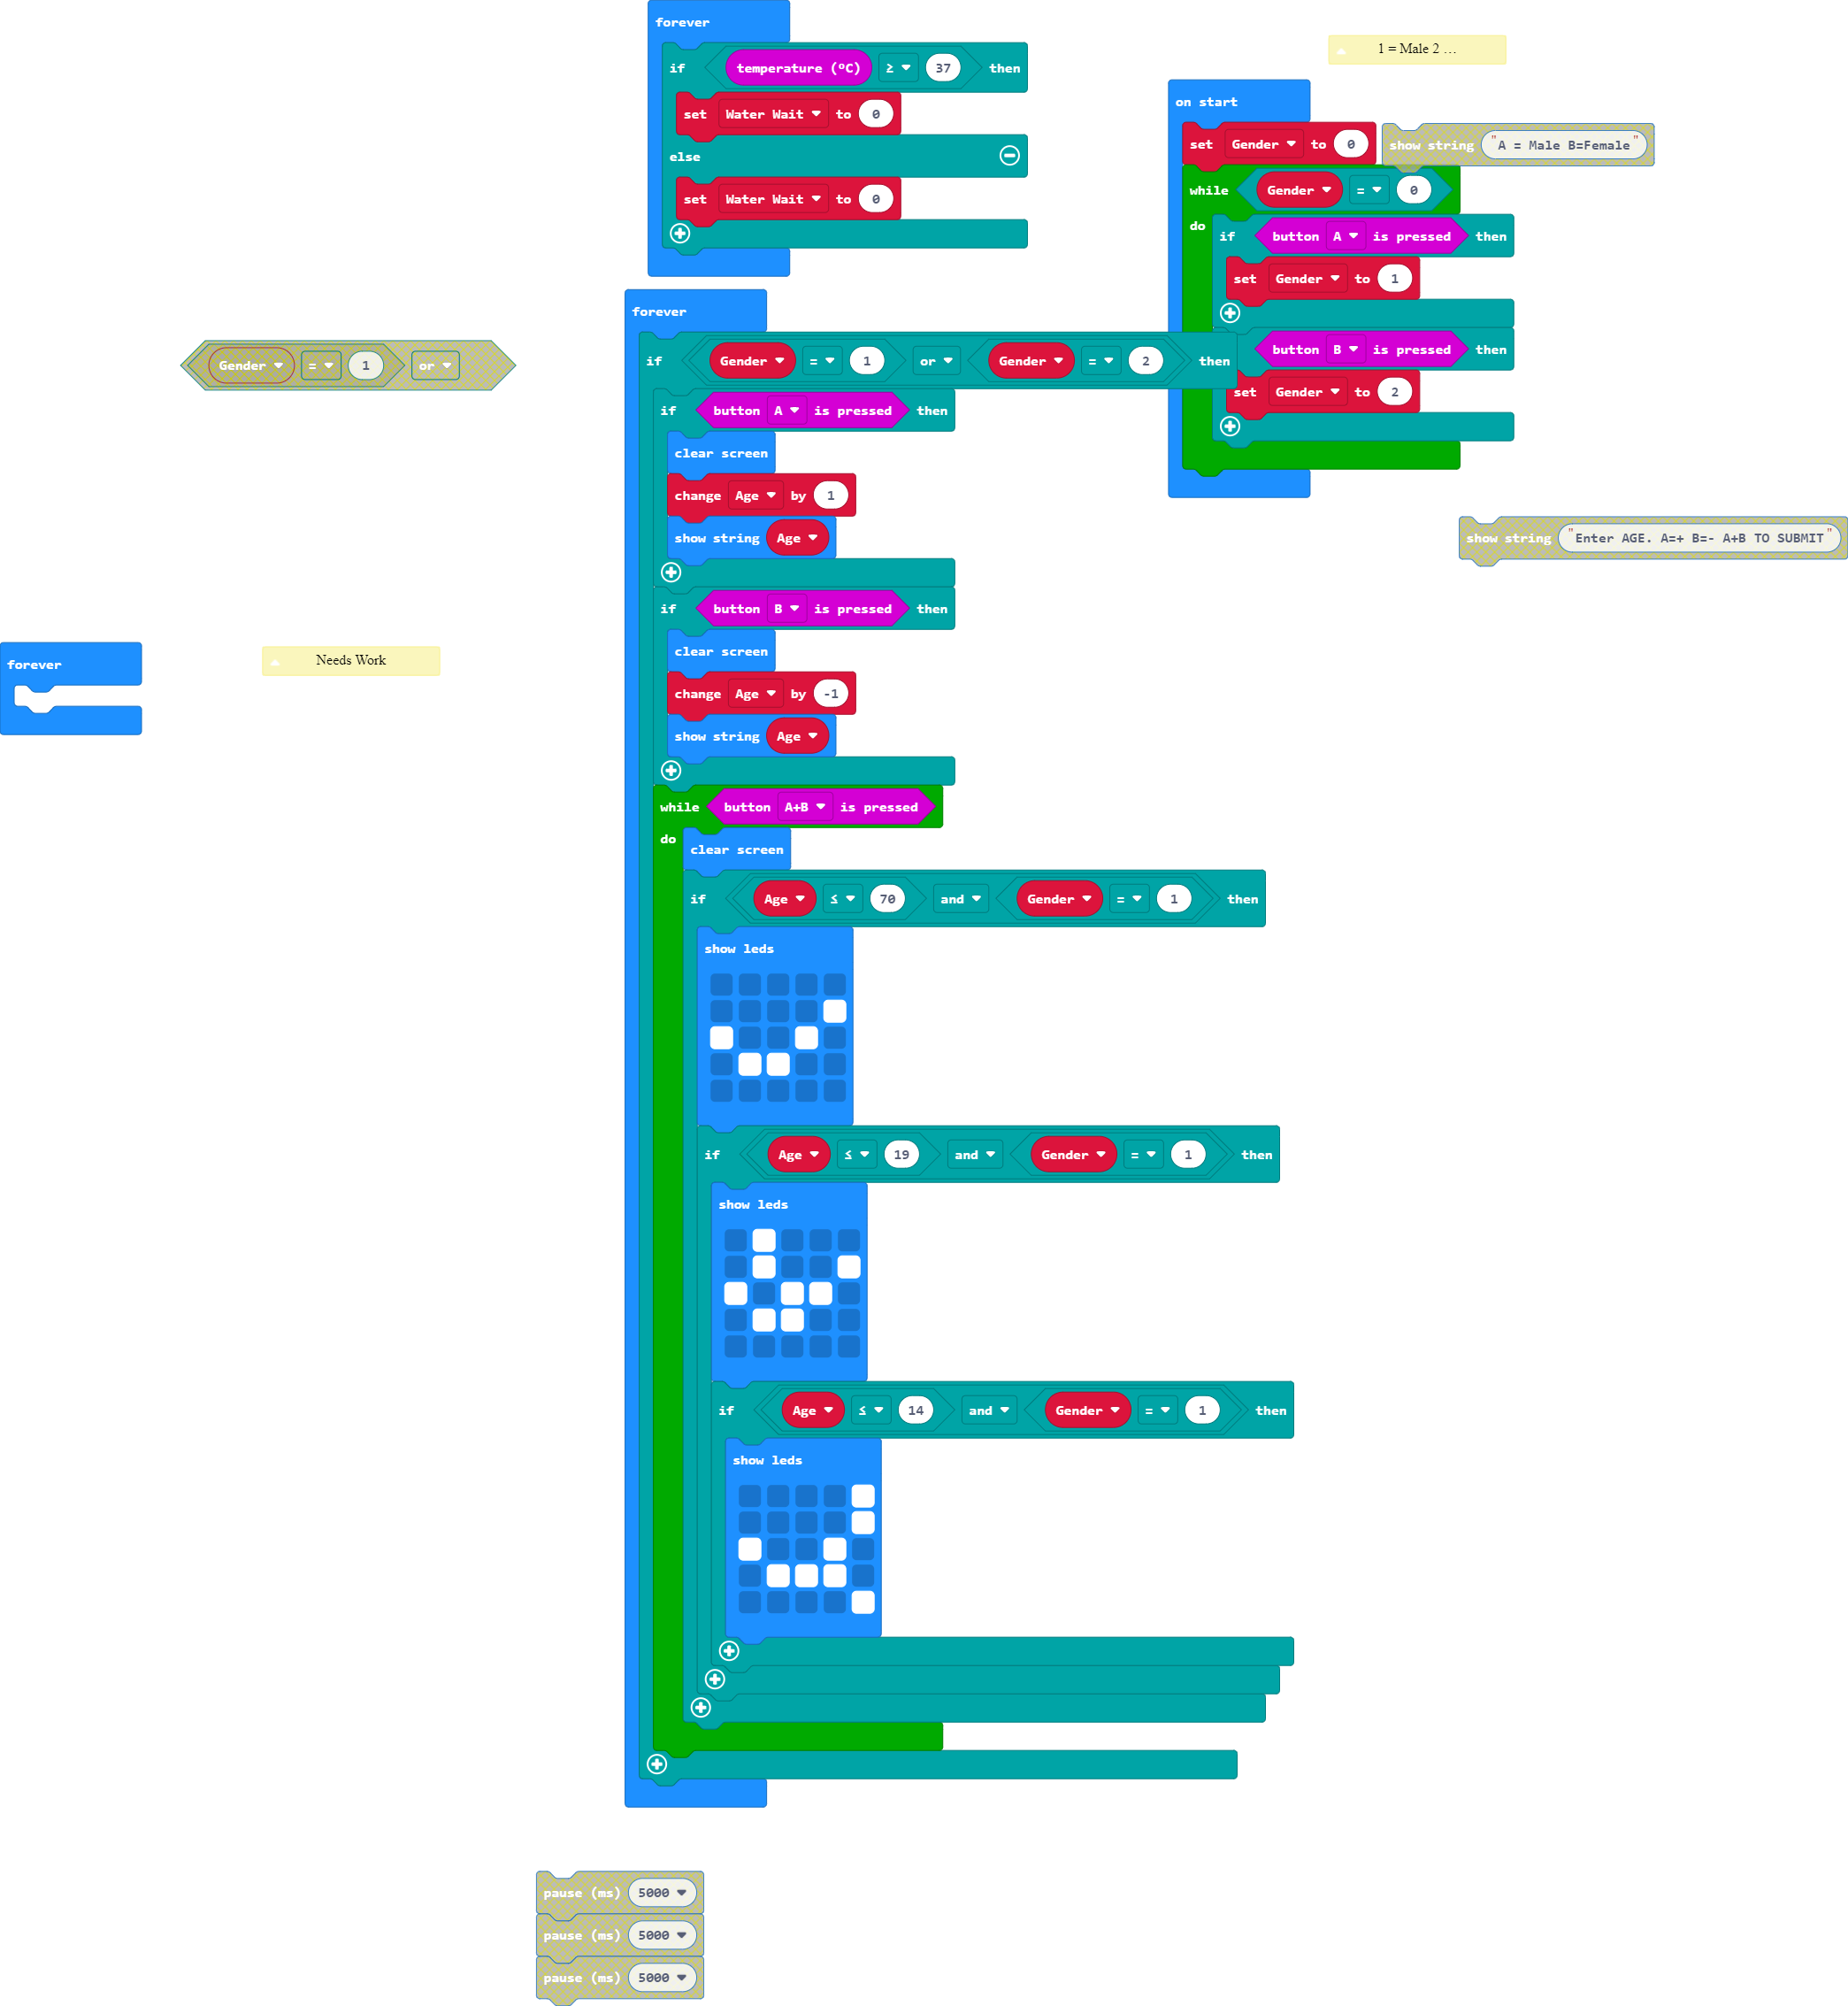 forever
if temperature (°C) ≥ 37 then
set Water Wait to 0
else
set Water Wait to 0
1 = Male 2 ...
on start
set Gender to 0
show string "A = Male B=Female"
while Gender = 0
do if button A is pressed then
set Gender to 1
button B is pressed then
set Gender to 2
show string "Enter AGE. A=+ B=- A+B TO SUBMIT"
Gender = 1 or
forever
if Gender = 1 or Gender = 2 then
if button A is pressed then
clear screen
change Age by 1
show string Age
if button B is pressed then
clear screen
change Age by -1
show string Age
while button A+B is pressed
do clear screen
if Age ≤ 70 and Gender = 1 then
show leds
if Age ≤ 19 and Gender = 1 then
show leds
if Age ≤ 14 and Gender = 1 then
show leds
forever
Needs Work
pause (ms) 5000
pause (ms) 5000
pause (ms) 5000